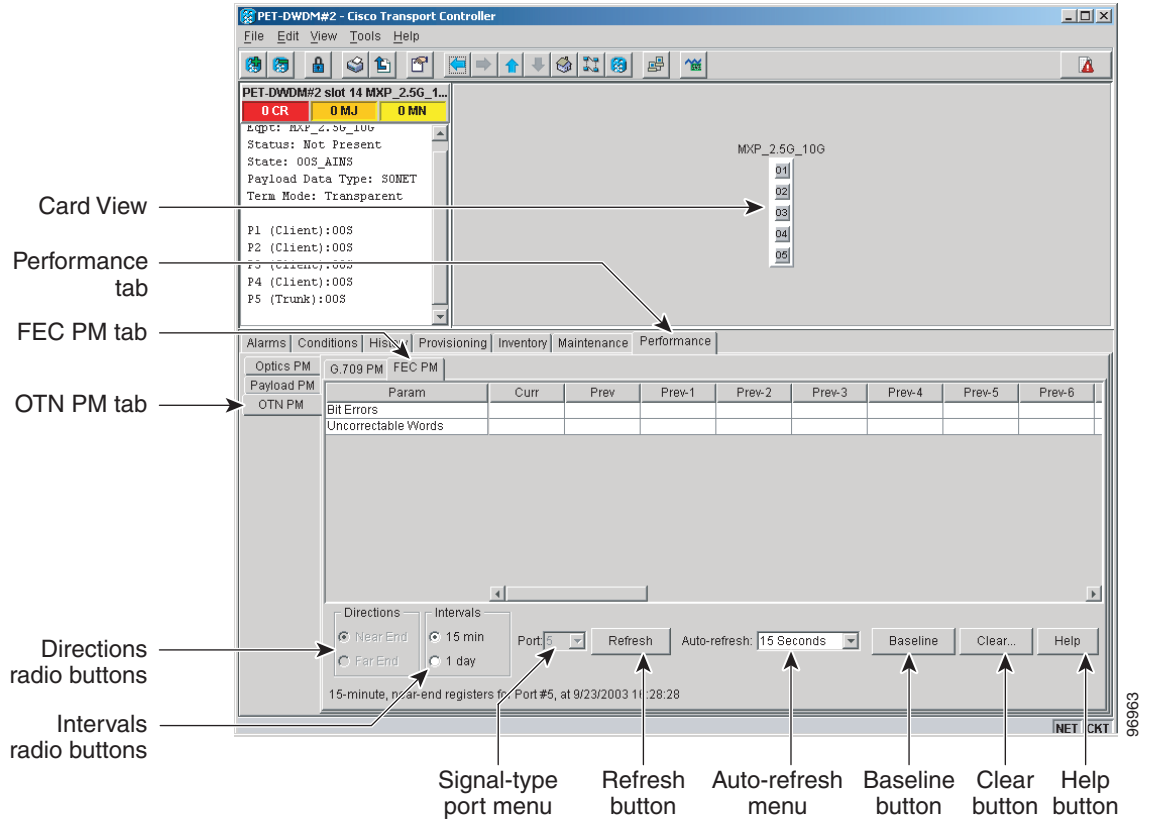 PET-DWDM#2 - Cisco Transport Controller
File Edit View Tools Help
PET-DWDM#2 slot 14 MXP_2.5G_1...
0 CR 0 MJ 0 MN
Eqpt: MXP_2.5G_10G
Status: Not Present
State: OOS_AINS
Payload Data Type: SONET
Term Mode: Transparent
P1 (Client):OOS
P2 (Client):OOS
P3 (Client):OOS
P4 (Client):OOS
P5 (Trunk):OOS
MXP_2.5G_10G
01
02
03
04
05
Card View
Performance
tab
FEC PM tab
OTN PM tab
Alarms Conditions History Provisioning Inventory Maintenance Performance
Optics PM
Payload PM
OTN PM
G.709 PM FEC PM
Param Curr Prev Prev-1 Prev-2 Prev-3 Prev-4 Prev-5 Prev-6
Bit Errors
Uncorrectable Words
Directions
Near End
Far End
Intervals
15 min
1 day
Port: 5 Refresh Auto-refresh: 15 Seconds Baseline Clear... Help
15-minute, near-end registers for Port #5, at 9/23/2003 16:28:28
NET CKT
Directions
radio buttons
Intervals
radio buttons
Signal-type
port menu
Refresh
button
Auto-refresh
menu
Baseline
button
Clear
button
Help
button
96963